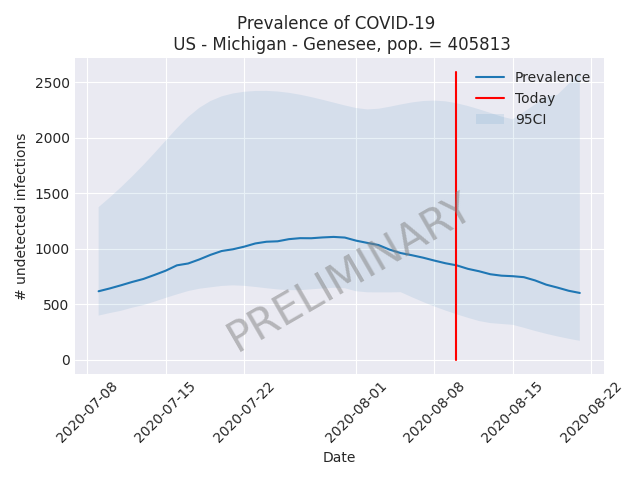 Prevalence of COVID-19
US - Michigan - Genesee, pop. = 405813
2500
2000
1500
1000
500
0
# undetected infections
Prevalence
Today
95CI
PRELIMINARY
2020-07-08
2020-07-15
2020-07-22
2020-08-01
2020-08-08
2020-08-15
2020-08-22
Date